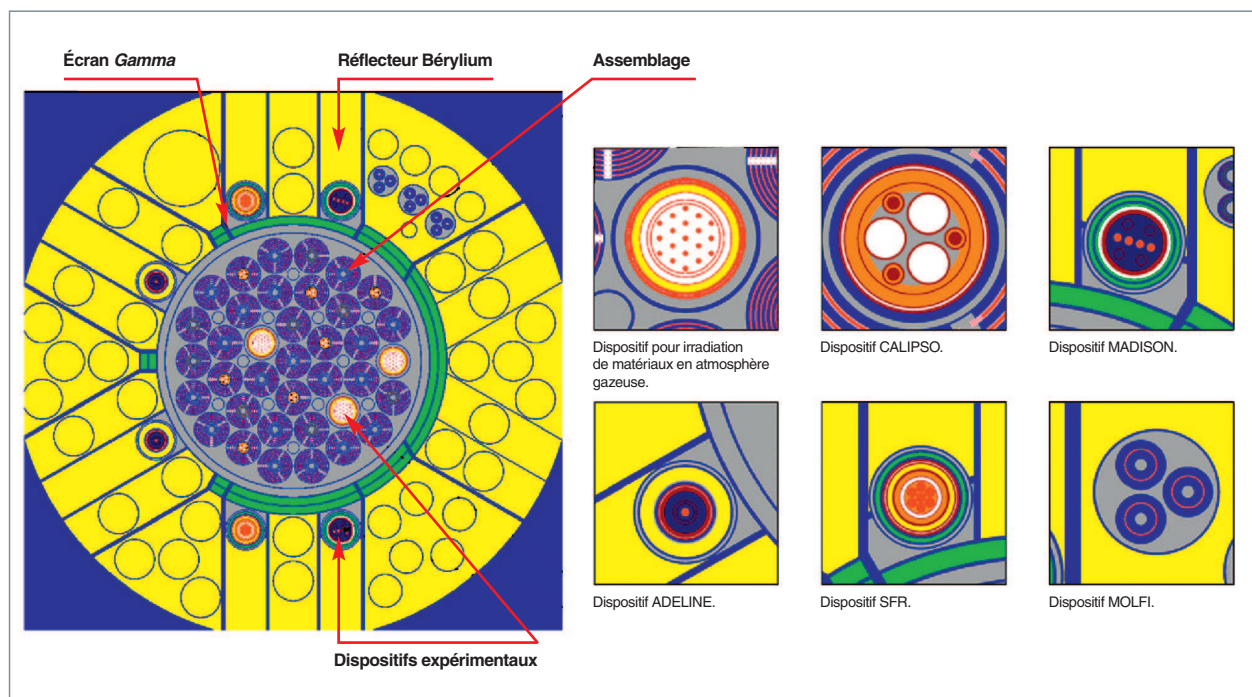 Écran Gamma
Réflecteur Bérylium
Assemblage
Dispositif pour irradiation
de matériaux en atmosphère
gazeuse.
Dispositif CALIPSO.
Dispositif MADISON.
Dispositif ADELINE.
Dispositif SFR.
Dispositif MOLFI.
Dispositifs expérimentaux